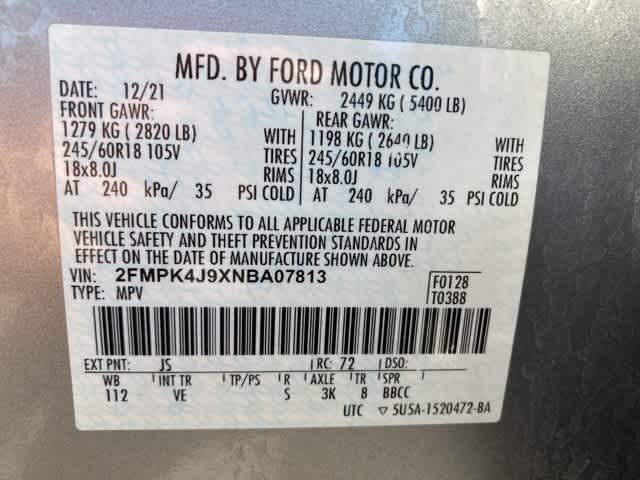 MFD. BY FORD MOTOR CO.
DATE: 12/21 GVWR: 2449 KG ( 5400 LB)
FRONT GAWR: REAR GAWR:
1279 KG ( 2820 LB) WITH 1198 KG ( 2640 LB) WITH
245/60R18 105V TIRES 245/60R18 105V TIRES
18x8.0J RIMS 18x8.0J RIMS
AT 240 kPa/ 35 PSI COLD AT 240 kPa/ 35 PSI COLD
THIS VEHICLE CONFORMS TO ALL APPLICABLE FEDERAL MOTOR
VEHICLE SAFETY AND THEFT PREVENTION STANDARDS IN
EFFECT ON THE DATE OF MANUFACTURE SHOWN ABOVE.
VIN: 2FMPK4J9XNBA07813 F0128
TYPE: MPV T0388
EXT PNT: JS RC: 72 DSO:
WB INT TR TP/PS R AXLE TR SPR
112 VE S 3K 8 BBCC
UTC ▽ 5U5A-1520472-BA